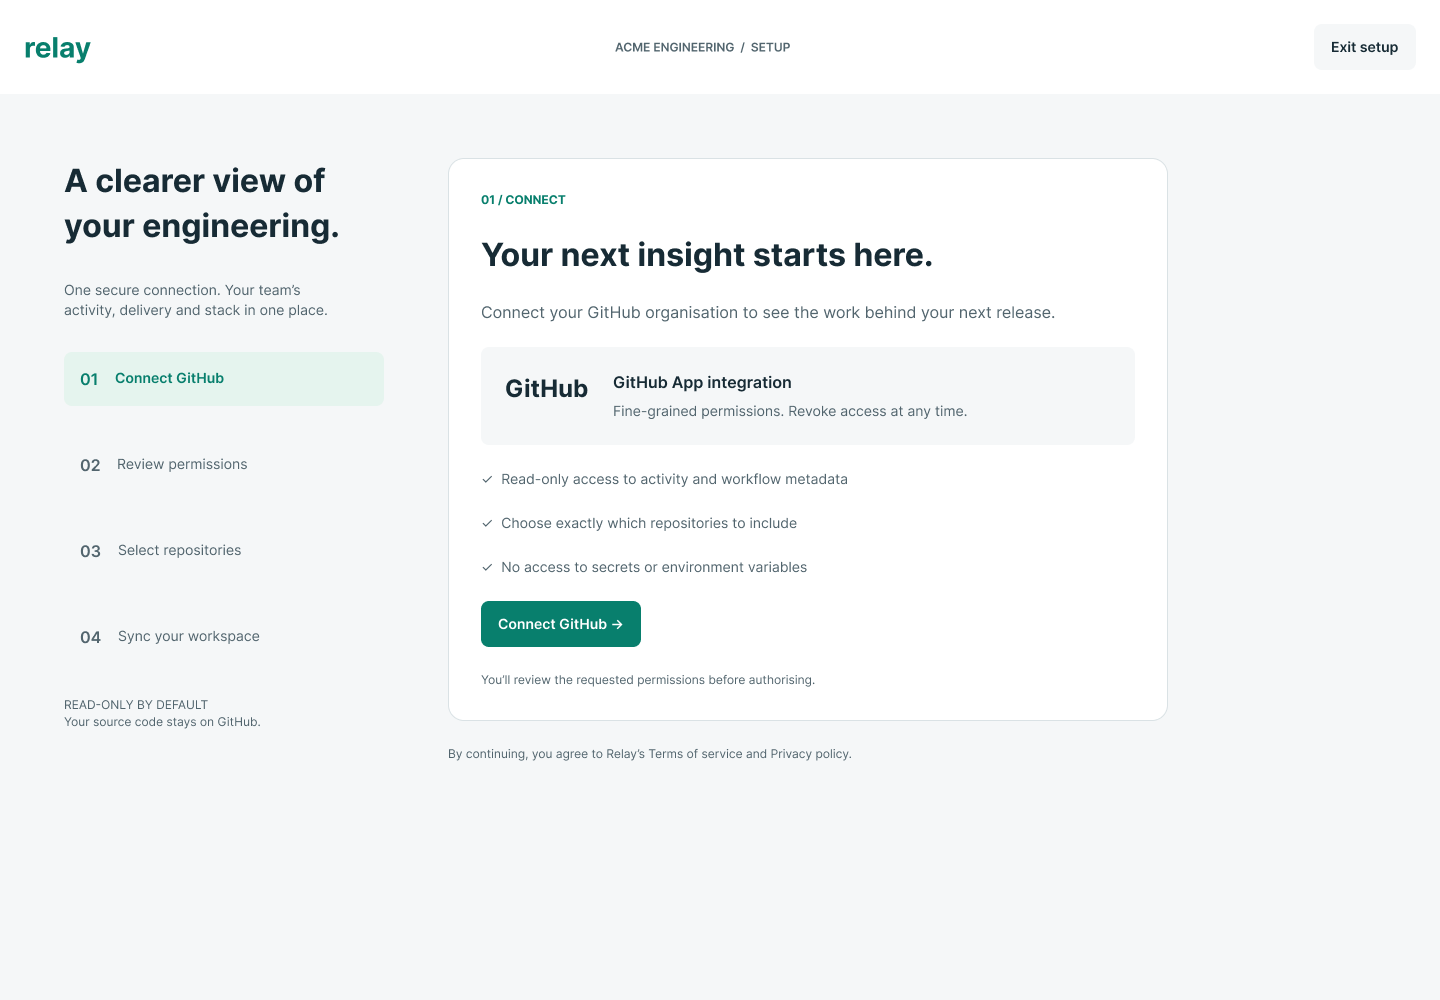 relay
ACME ENGINEERING / SETUP
Exit setup
A clearer view of
your engineering.
One secure connection. Your team’s
activity, delivery and stack in one place.
01 Connect GitHub
02 Review permissions
03 Select repositories
04 Sync your workspace
READ-ONLY BY DEFAULT
Your source code stays on GitHub.
01 / CONNECT
Your next insight starts here.
Connect your GitHub organisation to see the work behind your next release.
GitHub
GitHub App integration
Fine-grained permissions. Revoke access at any time.
✓ Read-only access to activity and workflow metadata
✓ Choose exactly which repositories to include
✓ No access to secrets or environment variables
Connect GitHub →
You’ll review the requested permissions before authorising.
By continuing, you agree to Relay’s Terms of service and Privacy policy.